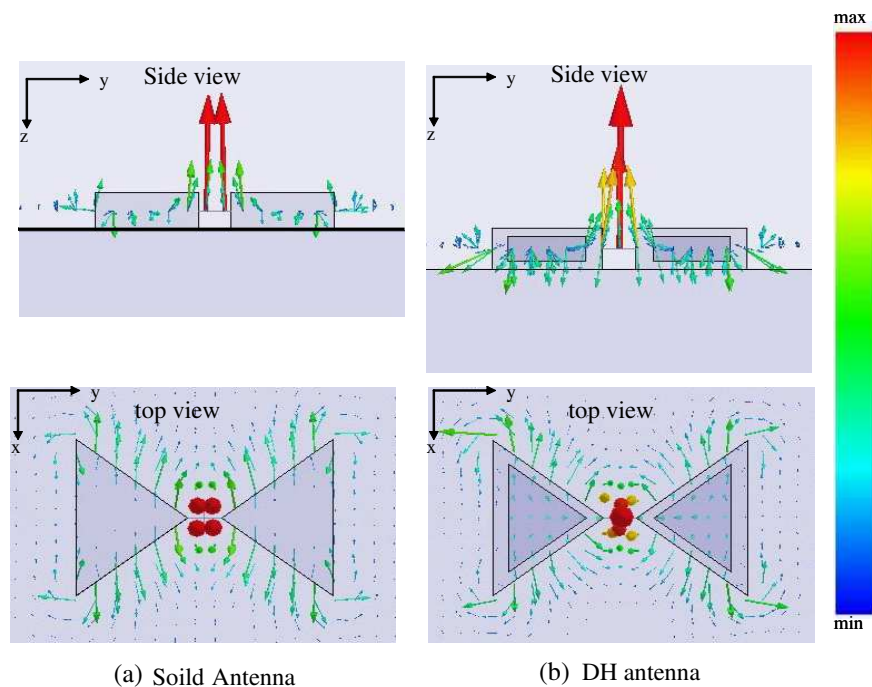 max
Side view
y
z
Side view
y
z
top view
y
x
top view
y
x
min
(a) Soild Antenna
(b) DH antenna